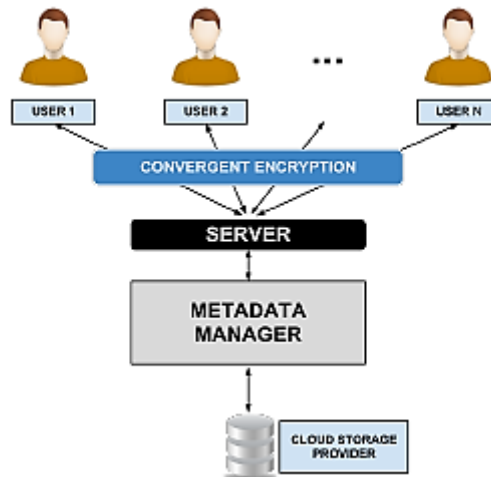 ...
USER 1
USER 2
USER N
CONVERGENT ENCRYPTION
SERVER
METADATA
MANAGER
CLOUD STORAGE
PROVIDER